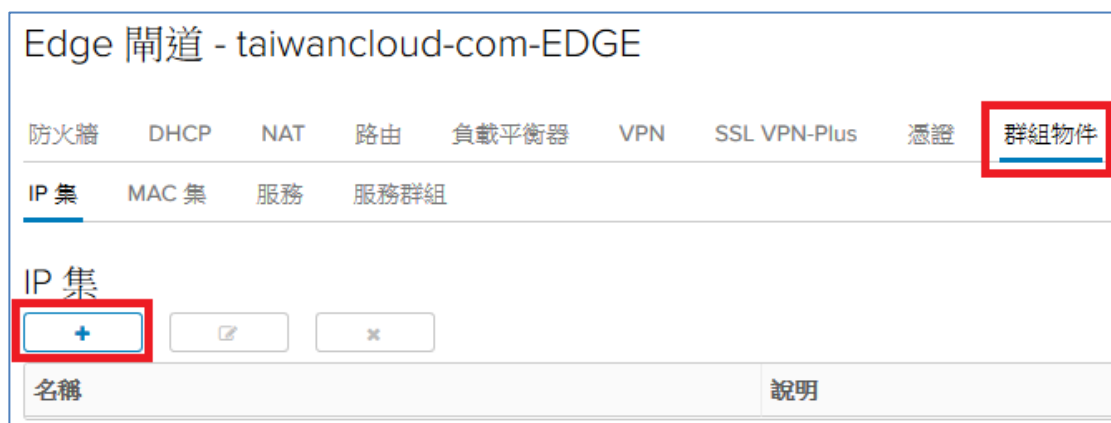 Edge 閘道 - taiwancloud-com-EDGE
防火牆 DHCP NAT 路由 負載平衡器 VPN SSL VPN-Plus 憑證 群組物件
IP 集 MAC 集 服務 服務群組
IP 集
名稱 說明